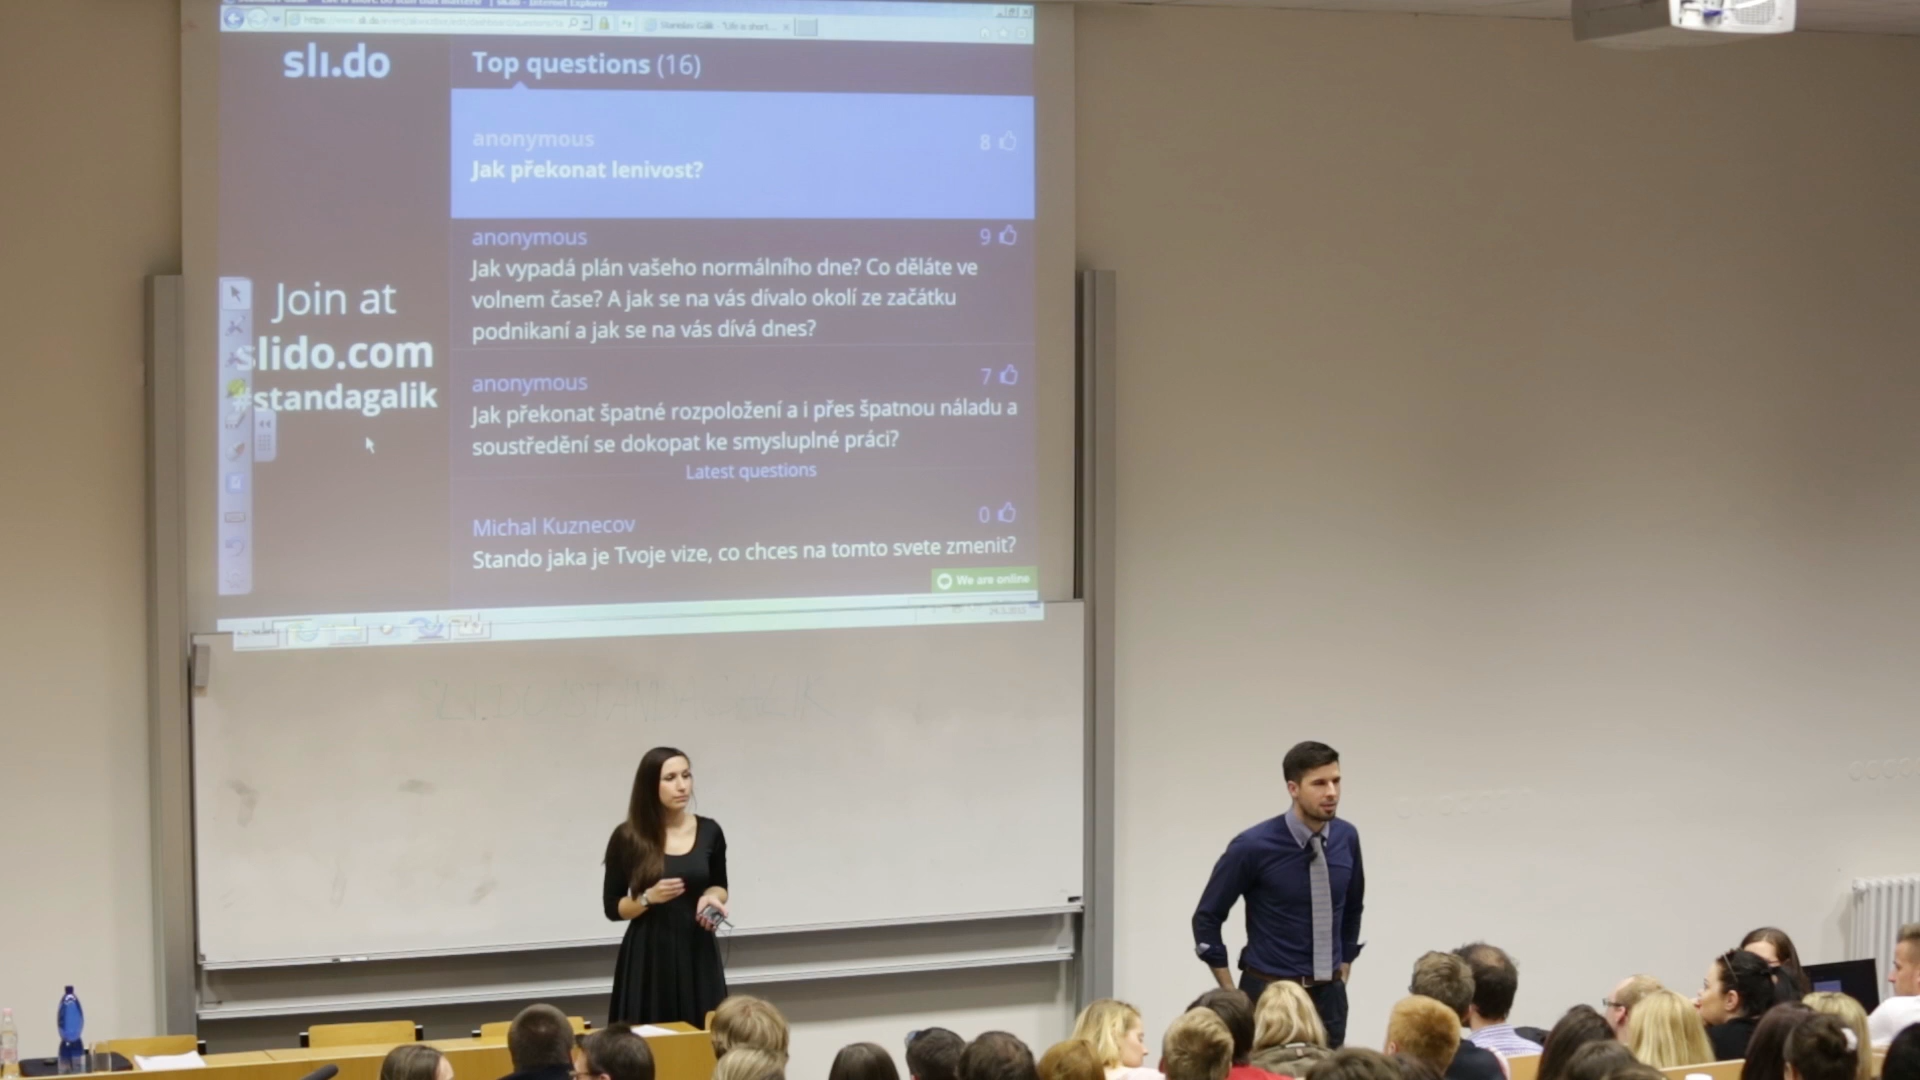 sli.do
Top questions (16)
anonymous
8
Jak překonat lenivost?
anonymous
9
Jak vypadá plán vašeho normálního dne? Co děláte ve
volnem čase? A jak se na vás dívalo okolí ze začátku
podnikaní a jak se na vás dívá dnes?
anonymous
7
Jak překonat špatné rozpoložení a i přes špatnou náladu a
soustředění se dokopat ke smysluplné práci?
Latest questions
Michal Kuznecov
0
Stando jaka je Tvoje vize, co chces na tomto svete zmenit?
We are online
Join at
slido.com
#standagalik